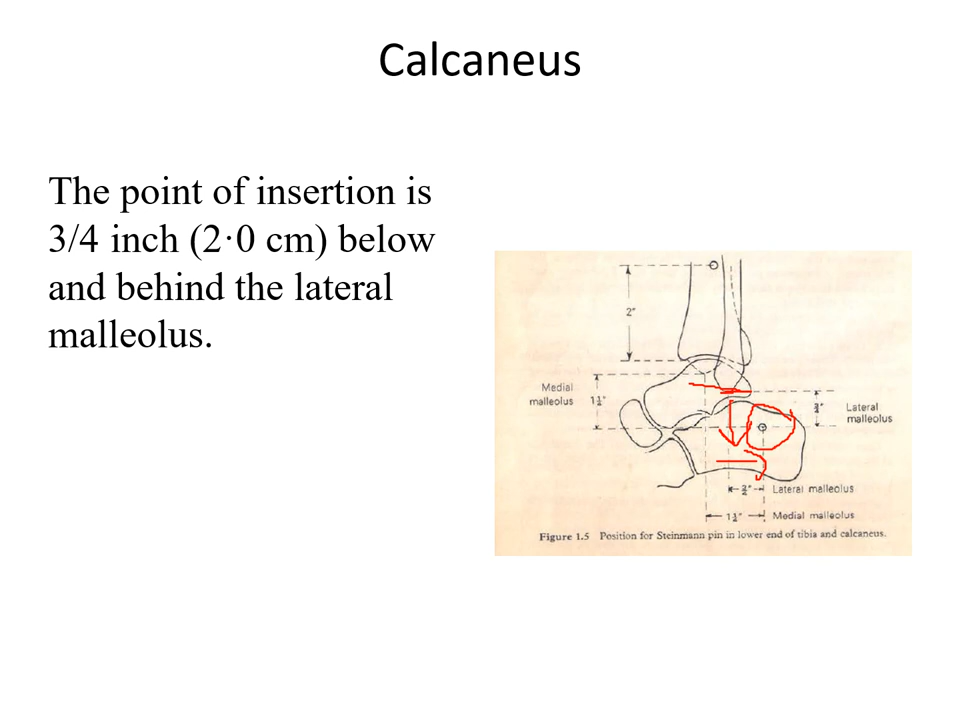 Calcaneus
The point of insertion is
3/4 inch (2·0 cm) below
and behind the lateral
malleolus.
2"
Medial
malleolus
1½"
¾"
Lateral
malleolus
Lateral malleolus
1½"
Medial malleolus
Figure 1.5 Position for Steinmann pin in lower end of tibia and calcaneus.